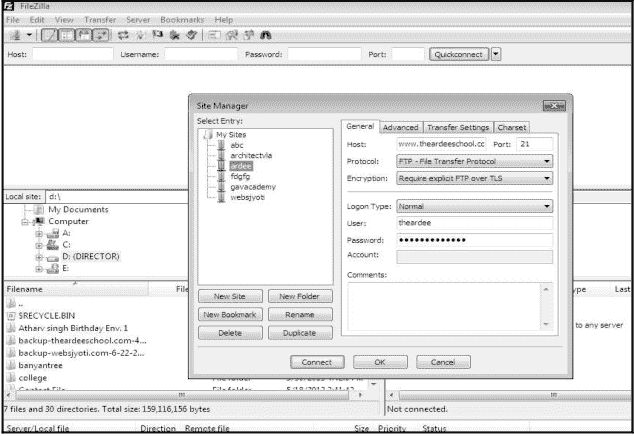 FileZilla
File Edit View Transfer Server Bookmarks Help
Host: Username: Password: Port: Quickconnect
Site Manager
Select Entry:
My Sites
abc
architectvla
ardee
fdgfg
gavacademy
websjyoti
New Site New Folder
New Bookmark Rename
Delete Duplicate
General Advanced Transfer Settings Charset
Host: www.theardeeschool.cc Port: 21
Protocol: FTP - File Transfer Protocol
Encryption: Require explicit FTP over TLS
Logon Type: Normal
User: theardee
Password: •••••••••••••
Account:
Comments:
Connect OK Cancel
Local site: d:\
My Documents
Computer
A:
C:
D: (DIRECTOR)
E:
Filename File
..
$RECYCLE.BIN
Atharv singh Birthday Env. 1
backup-theardeeschool.com-4...
backup-websjyoti.com-6-22-2...
banyantree
college
7 files and 30 directories. Total size: 159,116,156 bytes
ype Last
to any server
Not connected.
Server/Local file Direction Remote file Size Priority Status